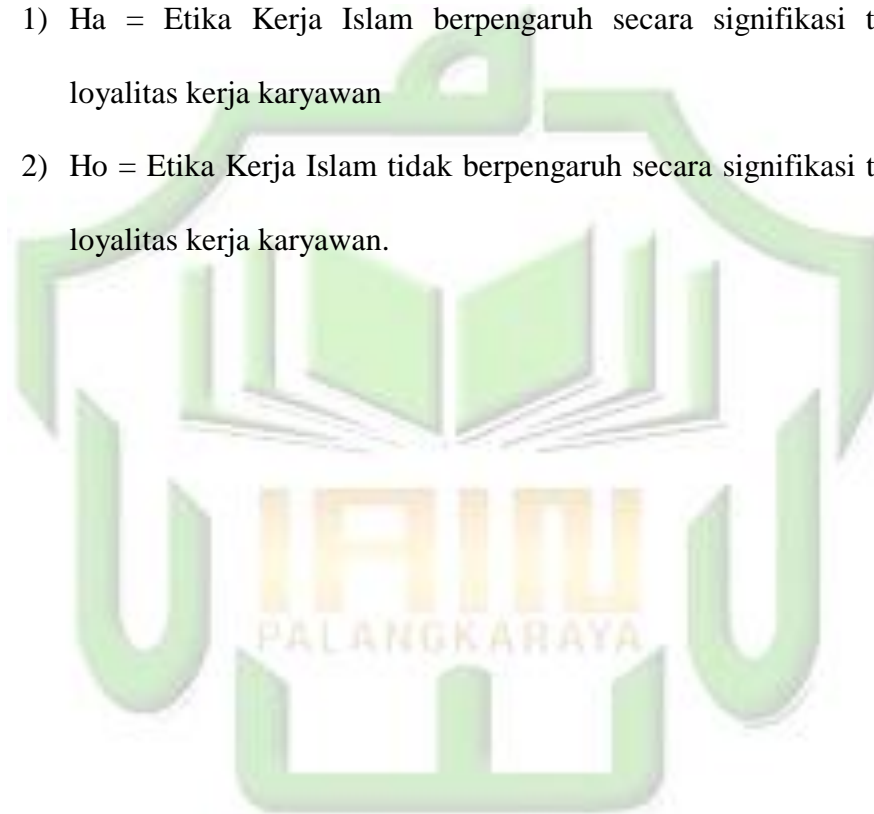 1) Ha = Etika Kerja Islam berpengaruh secara signifikasi t
loyalitas kerja karyawan
2) Ho = Etika Kerja Islam tidak berpengaruh secara signifikasi t
loyalitas kerja karyawan.
IAIN
PALANGKARAYA